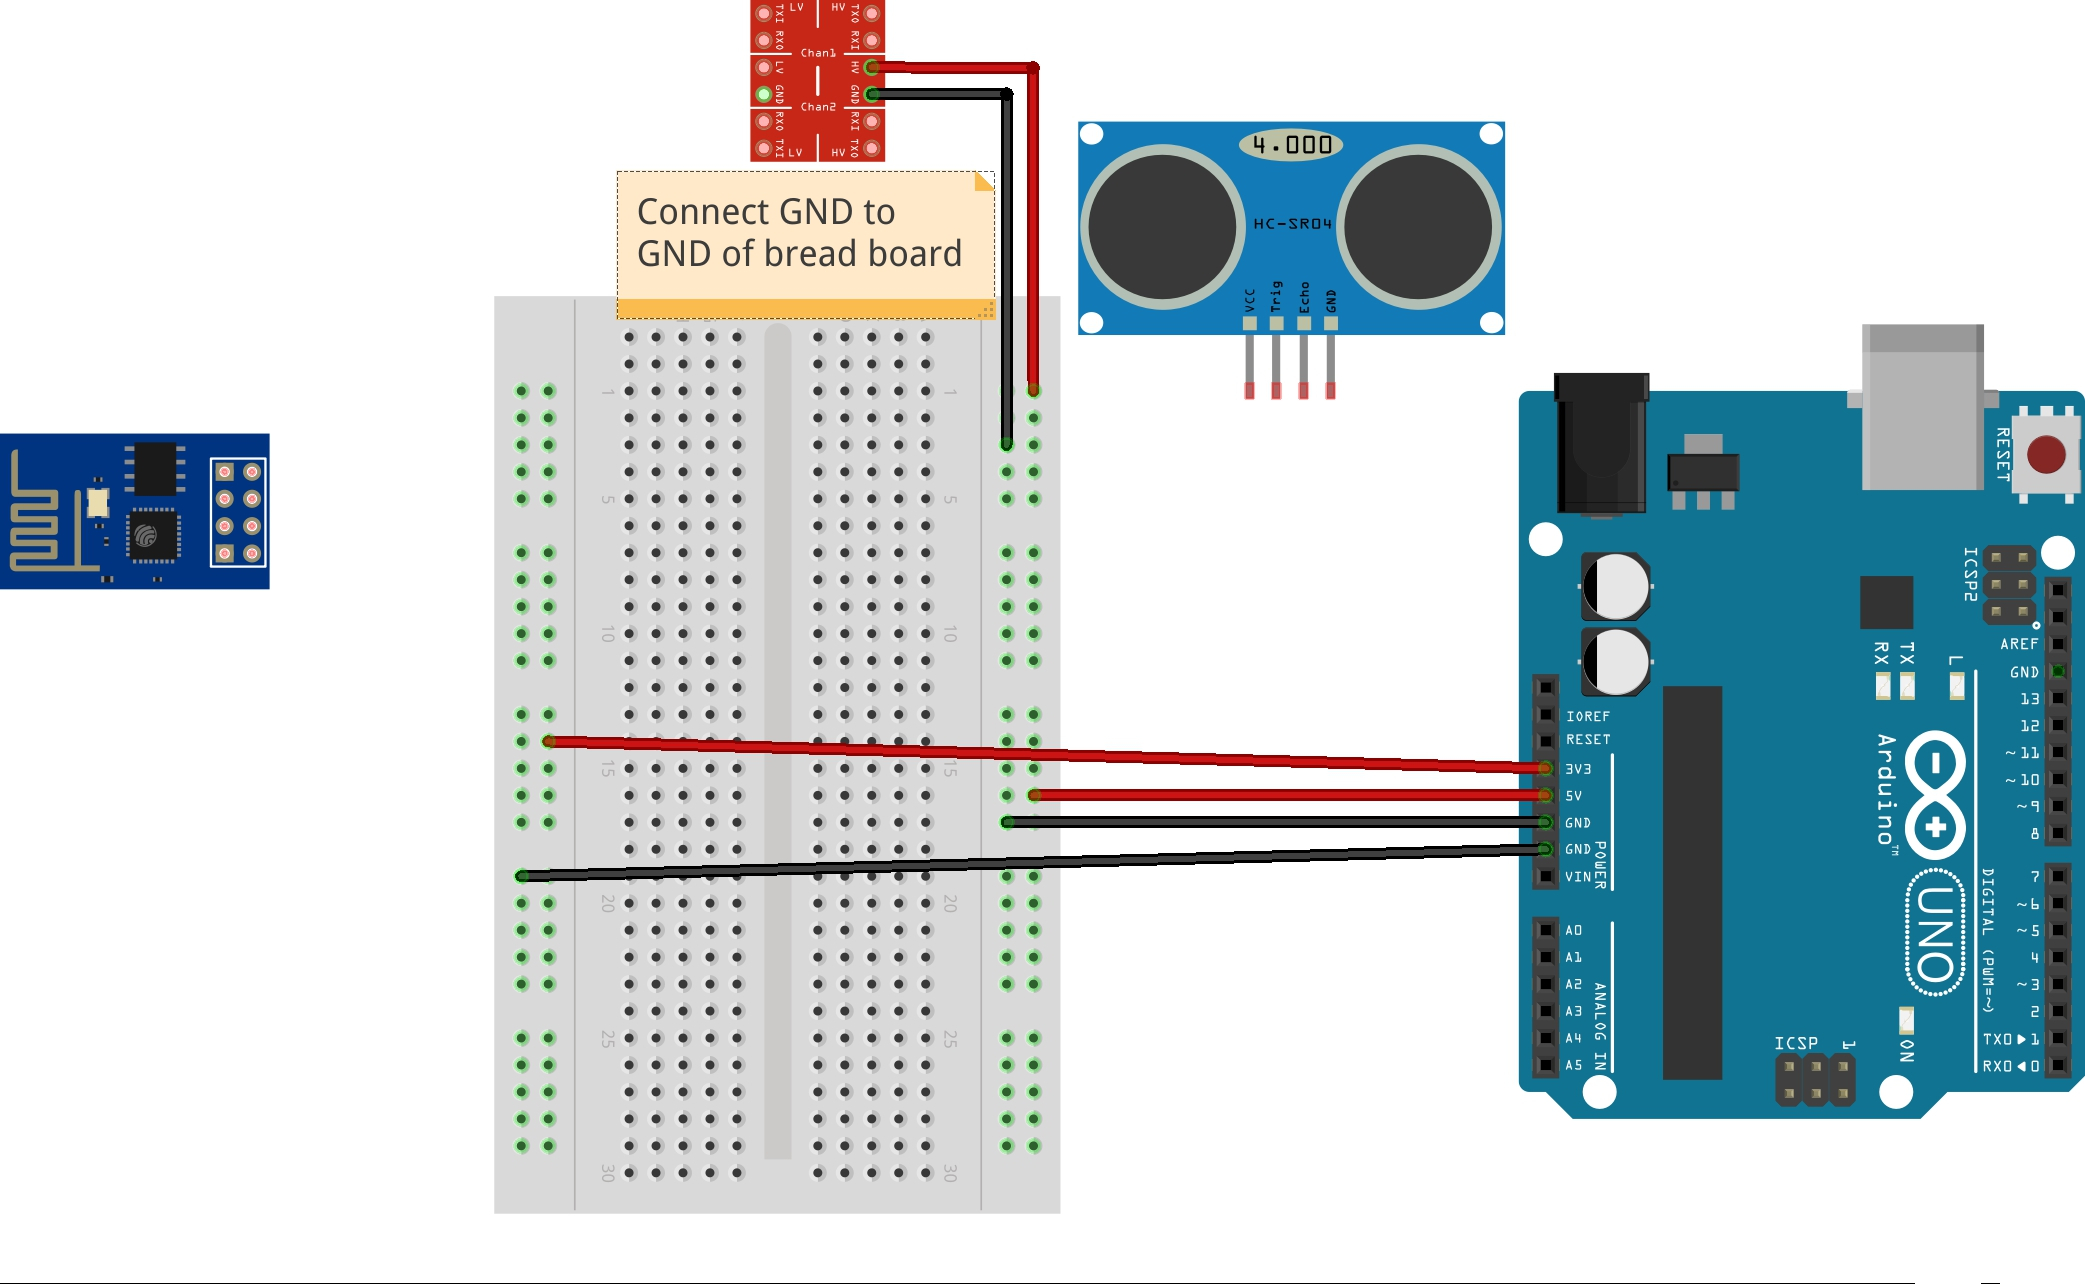 LV HV
TXI TXO
RXO RXI
Chan1
LV HV
GND GND
Chan2
RXO RXI
TXI TXO
LV HV
Connect GND to
GND of bread board
4.000
HC-SR04
VCC Trig Echo GND
1 1
5 5
10 10
15 15
20 20
25 25
30 30
RESET
ICSP2
AREF
GND
13
12
~11
~10
~9
8
7
~6
~5
4
~3
2
TXO▶1
RXO◀0
RX TX L
IOREF
RESET
3V3
5V
GND
GND
VIN
POWER
A0
A1
A2
A3
A4
A5
ANALOG IN
Arduino™
UNO
DIGITAL (PWM=~)
ON
ICSP 1